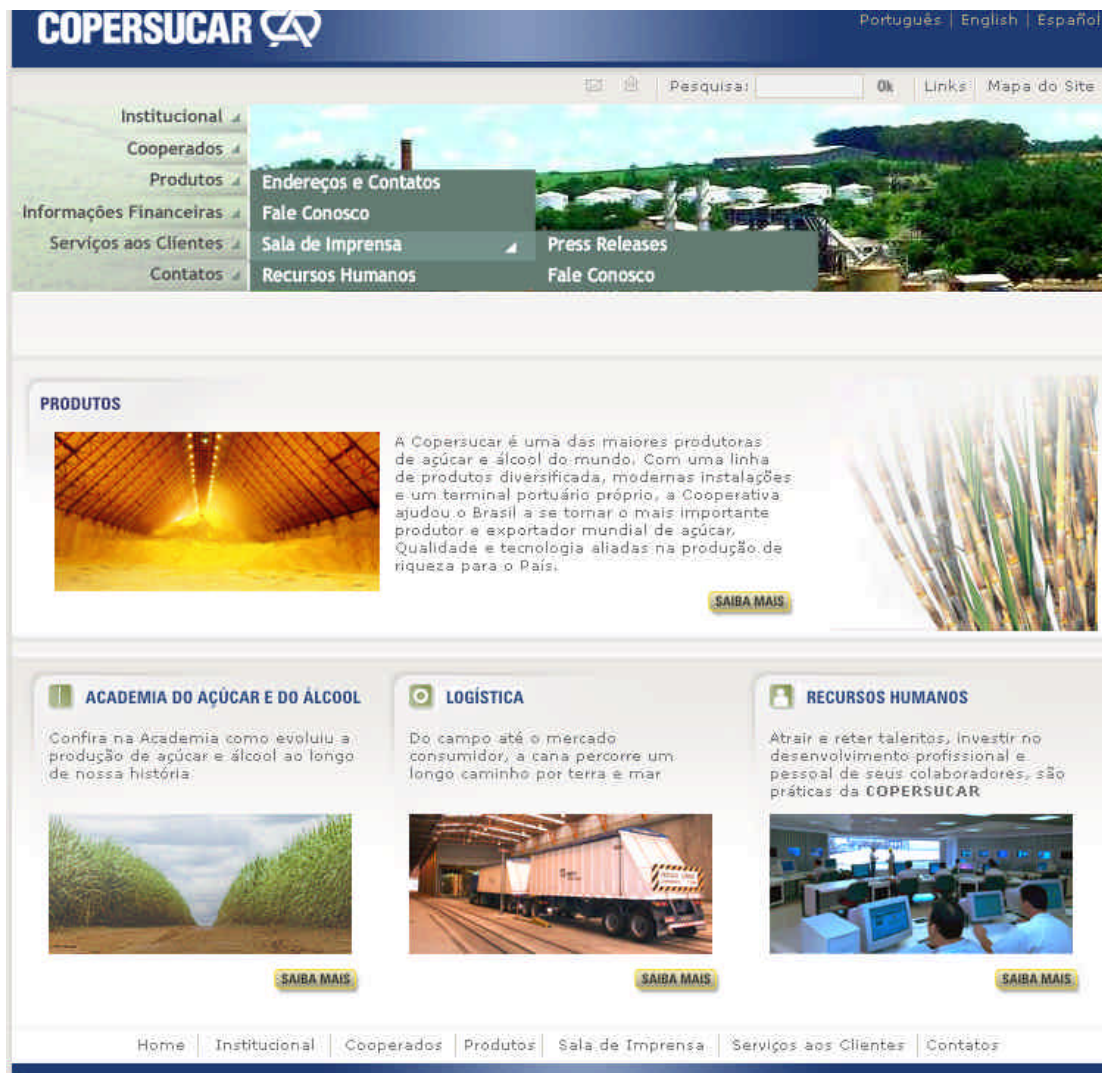 COPERSUCAR
Português | English | Español
Pesquisa: Ok Links Mapa do Site
Institucional
Cooperados
Produtos
Informações Financeiras
Serviços aos Clientes
Contatos
Endereços e Contatos
Fale Conosco
Sala de Imprensa
Recursos Humanos
Press Releases
Fale Conosco
PRODUTOS
A Copersucar é uma das maiores produtoras
de açúcar e álcool do mundo. Com uma linha
de produtos diversificada, modernas instalações
e um terminal portuário próprio, a Cooperativa
ajudou o Brasil a se tornar o mais importante
produtor e exportador mundial de açúcar.
Qualidade e tecnologia aliadas na produção de
riqueza para o País.
SAIBA MAIS
ACADEMIA DO AÇÚCAR E DO ÁLCOOL
Confira na Academia como evoluiu a
produção de açúcar e álcool ao longo
de nossa história
SAIBA MAIS
LOGÍSTICA
Do campo até o mercado
consumidor, a cana percorre um
longo caminho por terra e mar
SAIBA MAIS
RECURSOS HUMANOS
Atrair e reter talentos, investir no
desenvolvimento profissional e
pessoal de seus colaboradores, são
práticas da COPERSUCAR
SAIBA MAIS
Home | Institucional | Cooperados | Produtos | Sala de Imprensa | Serviços aos Clientes | Contatos